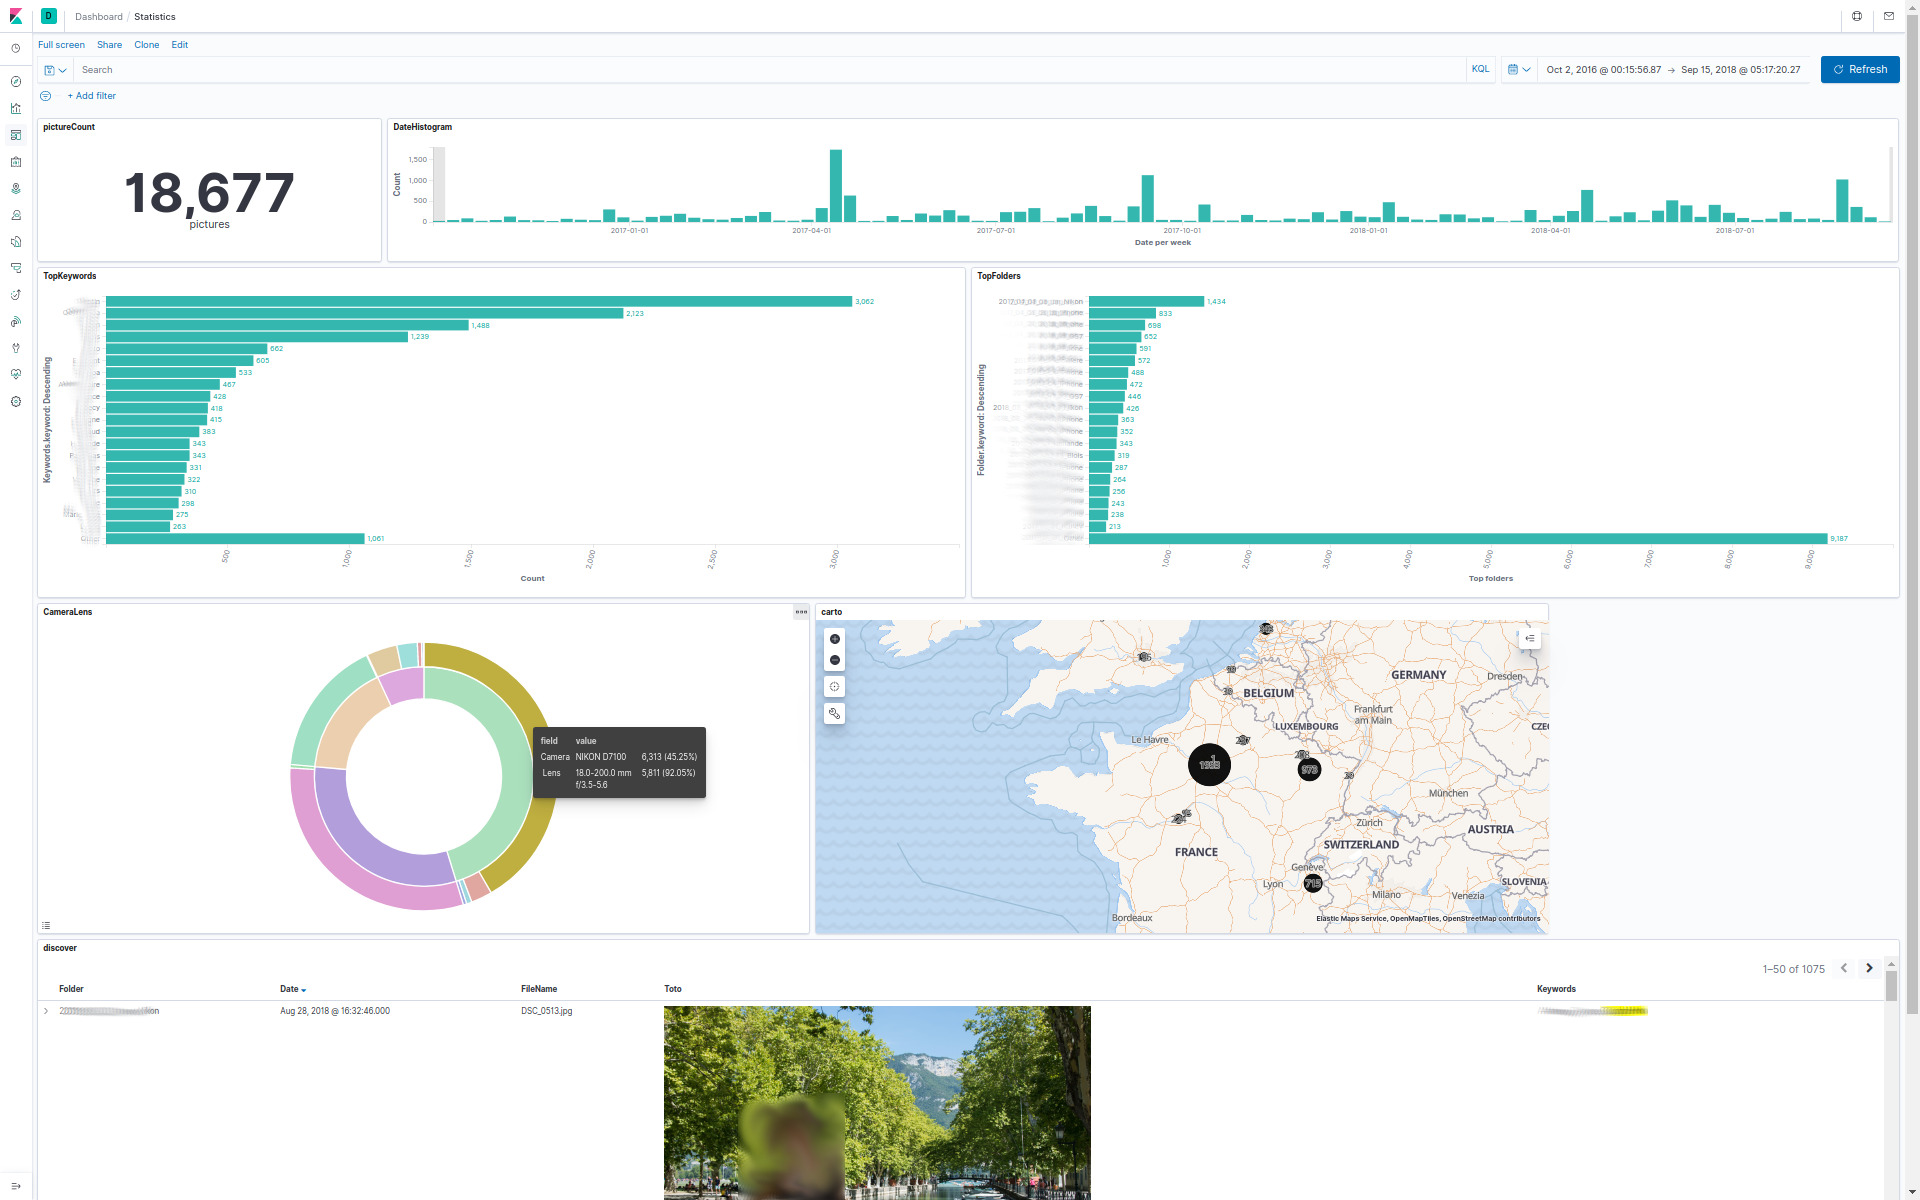 D Dashboard / Statistics
Full screen Share Clone Edit
Search KQL Oct 2, 2016 @ 00:15:56.87 → Sep 15, 2018 @ 05:17:20.27 Refresh
+ Add filter
pictureCount
18,677
pictures
DateHistogram
Count
1,500
1,000
500
0
2017-01-01 2017-04-01 2017-07-01 2017-10-01 2018-01-01 2018-04-01 2018-07-01
Date per week
TopKeywords
Keywords.keyword: Descending
3,062
2,123
1,488
1,239
662
605
533
467
428
418
415
383
343
343
331
322
310
298
275
263
1,061
500 1,000 1,500 2,000 2,500 3,000
Count
TopFolders
Folder.keyword: Descending
1,434
833
698
652
591
572
488
472
446
426
363
352
343
319
287
264
256
243
238
213
9,187
1,000 2,000 3,000 4,000 5,000 6,000 7,000 8,000 9,000
Top folders
CameraLens
field value
Camera NIKON D7100 6,313 (45.25%)
Lens 18.0-200.0 mm 5,811 (92.05%)
f/3.5-5.6
carto
BELGIUM
GERMANY
Dresden
LUXEMBOURG
Frankfurt
am Main
Le Havre
973
München
Zürich
AUSTRIA
FRANCE
SWITZERLAND
Genève
Lyon
715
Milano
Venezia
SLOVENIA
Bordeaux
Elastic Maps Service, OpenMapTiles, OpenStreetMap contributors
discover
1–50 of 1075
Folder Date FileName Toto Keywords
Aug 28, 2018 @ 16:32:46.000 DSC_0513.jpg